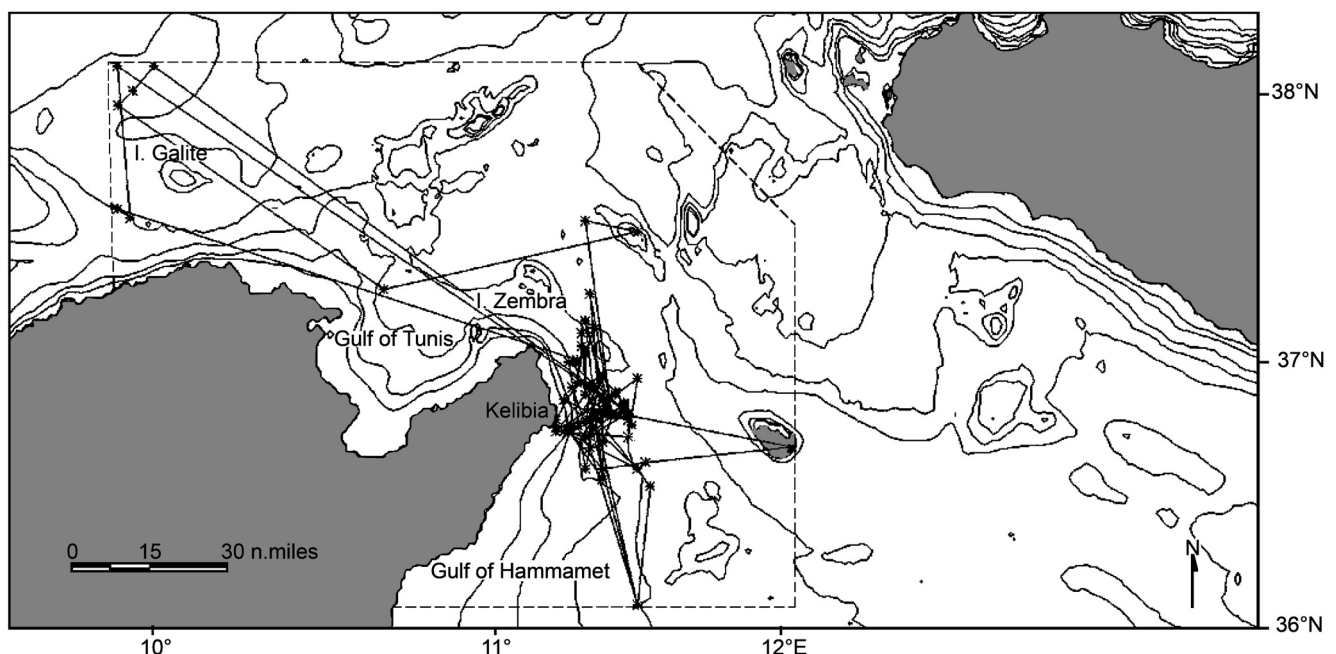 38°N
I. Galite
I. Zembra
Gulf of Tunis
37°N
Kelibia
0 15 30 n.miles
Gulf of Hammamet
N
36°N
10° 11° 12°E